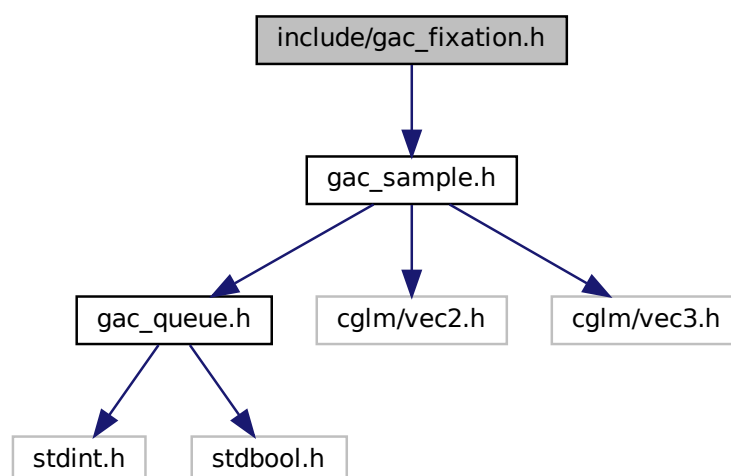 include/gac_fixation.h
gac_sample.h
gac_queue.h
cglm/vec2.h
cglm/vec3.h
stdint.h
stdbool.h